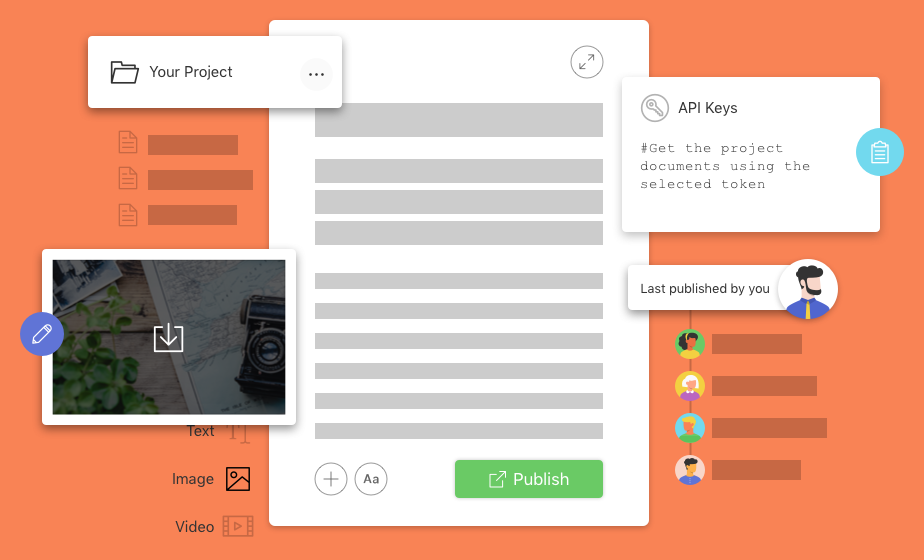 Your Project
API Keys
#Get the project
documents using the
selected token
Last published by you
Text
Image
Video
Aa
Publish